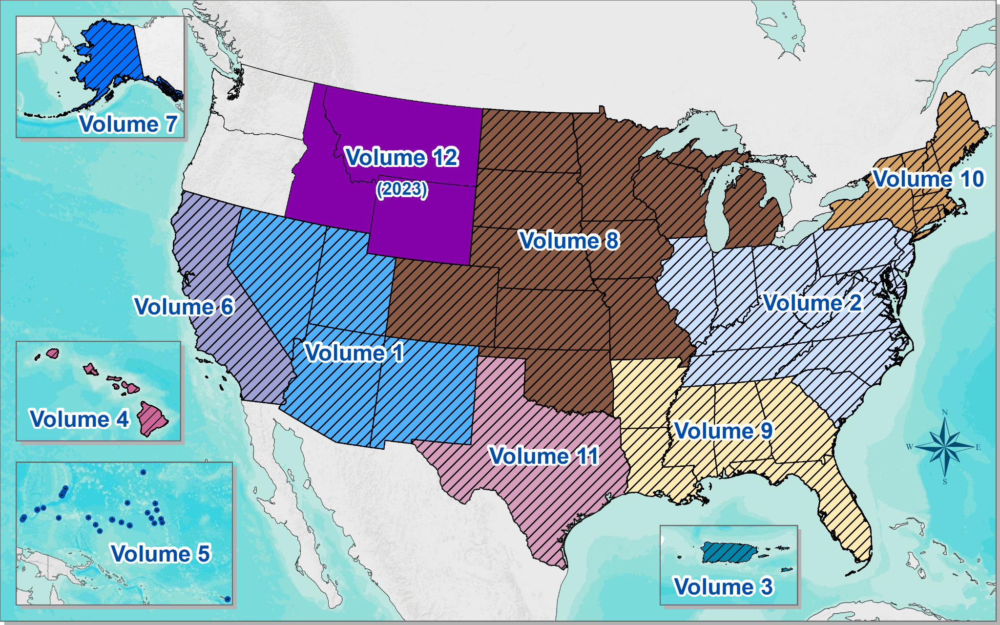 Volume 7
Volume 12
(2023)
Volume 10
Volume 8
Volume 6
Volume 2
Volume 1
Volume 4
Volume 9
Volume 11
Volume 5
Volume 3
N
W
E
S